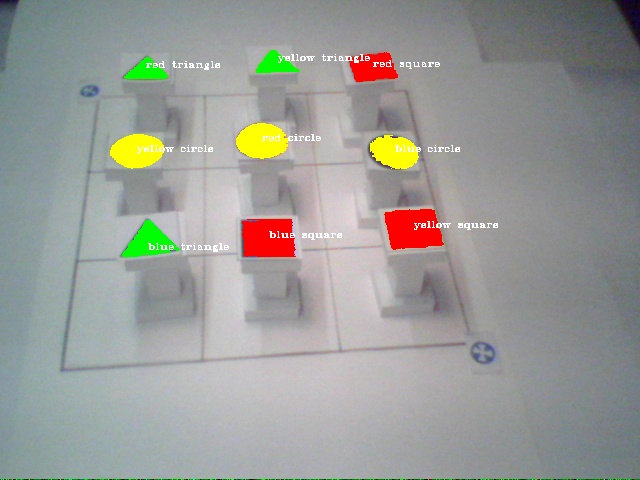 red triangle
yellow triangle
red square
yellow circle
red circle
blue circle
blue triangle
blue square
yellow square